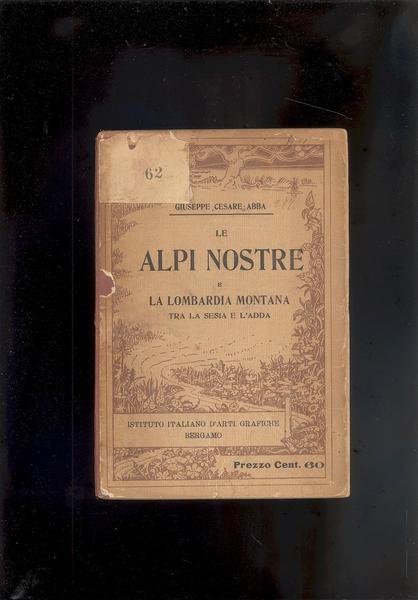 62
GIUSEPPE CESARE ABBA
LE
ALPI NOSTRE
E
LA LOMBARDIA MONTANA
TRA LA SESIA E L'ADDA
ISTITUTO ITALIANO D'ARTI GRAFICHE
BERGAMO
Prezzo Cent. 60